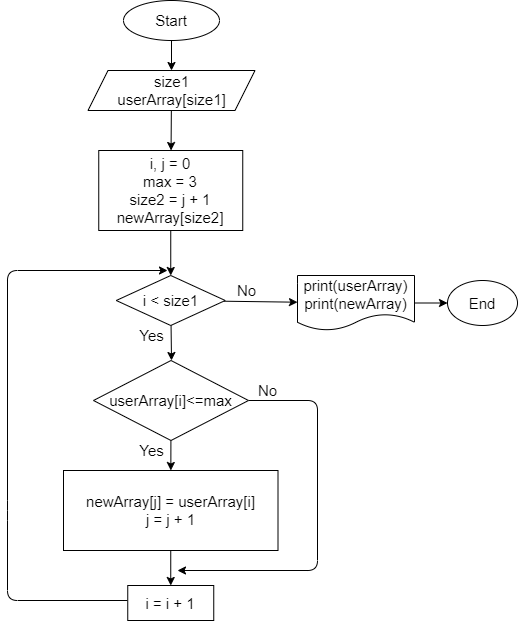 Start
size1
userArray[size1]
i, j = 0
max = 3
size2 = j + 1
newArray[size2]
i < size1
No
print(userArray)
print(newArray)
End
Yes
userArray[i]<=max
No
Yes
newArray[j] = userArray[i]
j = j + 1
i = i + 1